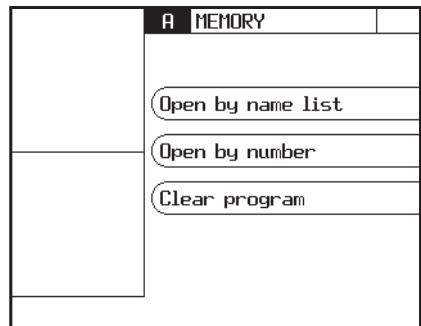 A MEMORY
Open by name list
Open by number
Clear program